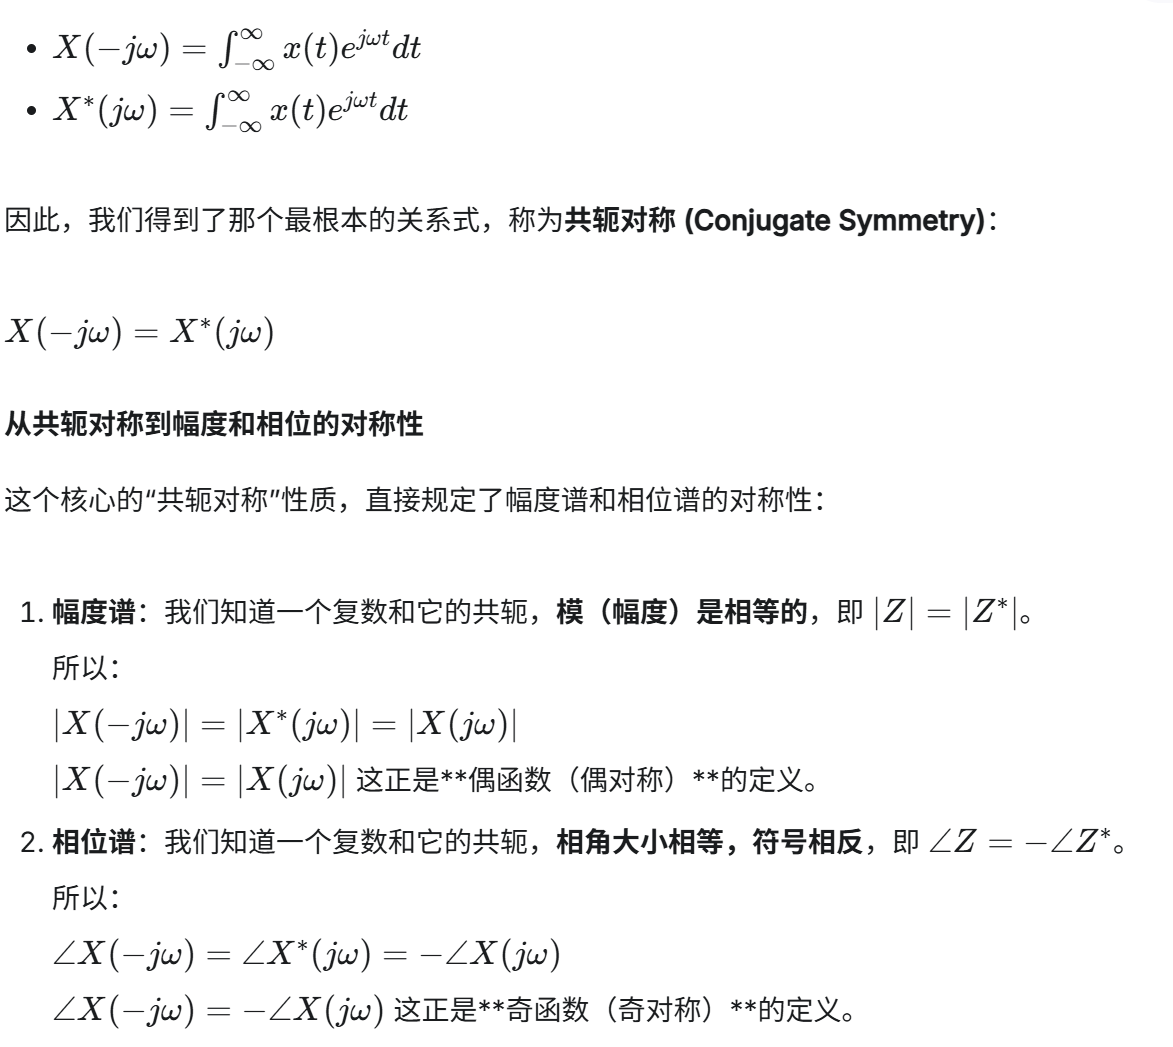 • X(−jω) = ∫_{−∞}^{∞} x(t)e^{jωt}dt
• X*(jω) = ∫_{−∞}^{∞} x(t)e^{jωt}dt
因此，我们得到了那个最根本的关系式，称为共轭对称 (Conjugate Symmetry)：
X(−jω) = X*(jω)
从共轭对称到幅度和相位的对称性
这个核心的“共轭对称”性质，直接规定了幅度谱和相位谱的对称性：
1. 幅度谱：我们知道一个复数和它的共轭，模（幅度）是相等的，即 |Z| = |Z*|。
所以：
|X(−jω)| = |X*(jω)| = |X(jω)|
|X(−jω)| = |X(jω)| 这正是**偶函数（偶对称）**的定义。
2. 相位谱：我们知道一个复数和它的共轭，相角大小相等，符号相反，即 ∠Z = −∠Z*。
所以：
∠X(−jω) = ∠X*(jω) = −∠X(jω)
∠X(−jω) = −∠X(jω) 这正是**奇函数（奇对称）**的定义。